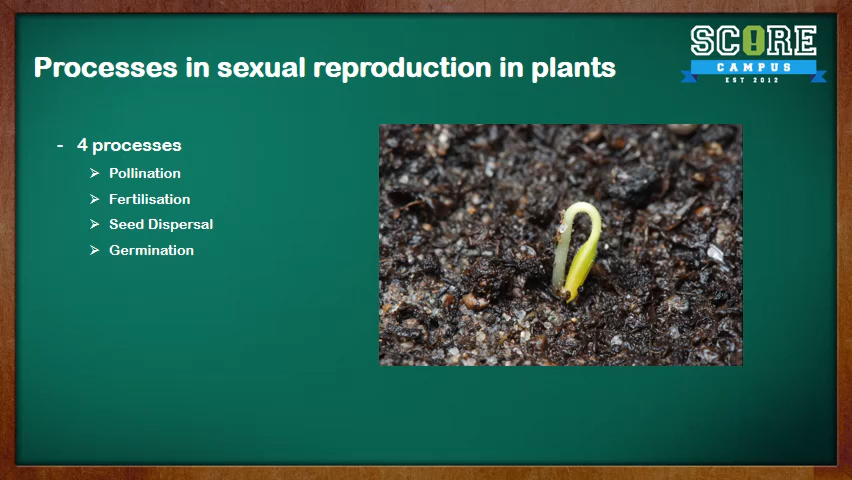 Processes in sexual reproduction in plants
SCORE
CAMPUS
EST 2012
- 4 processes
➢ Pollination
➢ Fertilisation
➢ Seed Dispersal
➢ Germination